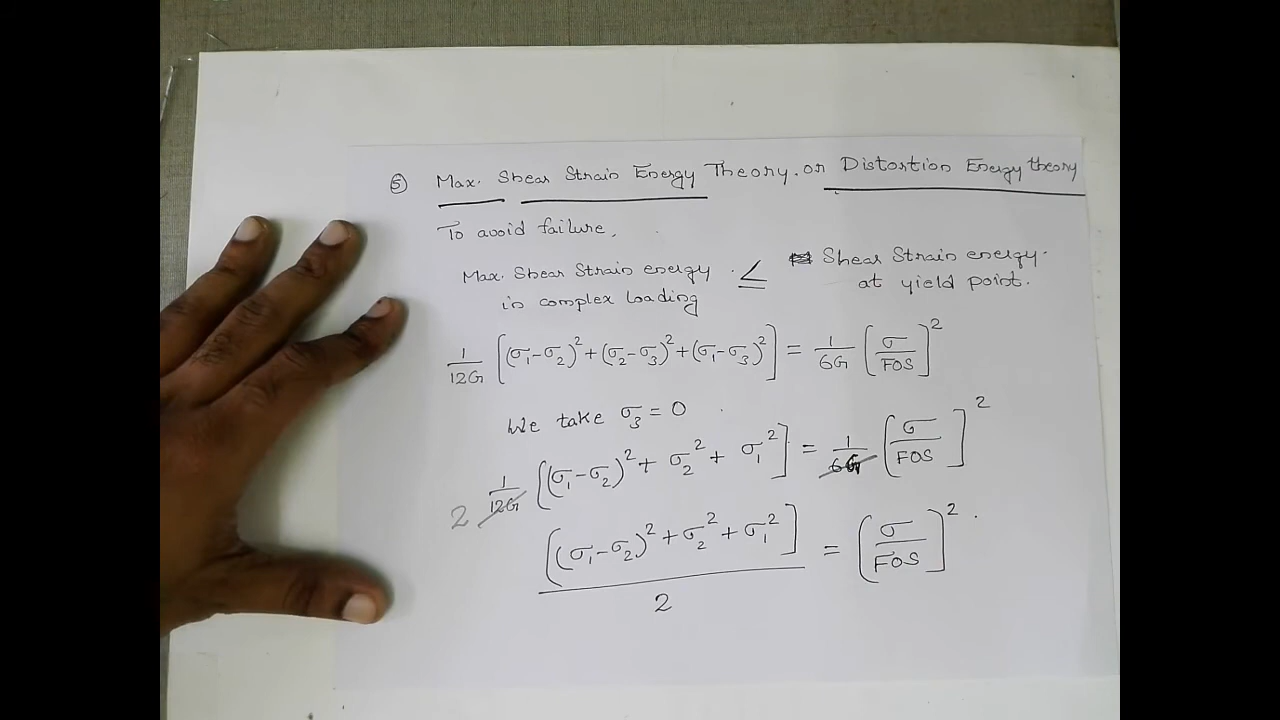 ⑤ Max. Shear Strain Energy Theory. or Distortion Energy theory
To avoid failure,
Max. Shear Strain energy in complex loading ≤ Shear Strain energy at yield point.
1/12G [(σ₁-σ₂)² + (σ₂-σ₃)² + (σ₁-σ₃)²] = 1/6G [σ/FOS]²
We take σ₃ = 0
2 1/12G [(σ₁-σ₂)² + σ₂² + σ₁²] = 1/6G [σ/FOS]²
[(σ₁-σ₂)² + σ₂² + σ₁²] / 2 = [σ/FOS]².